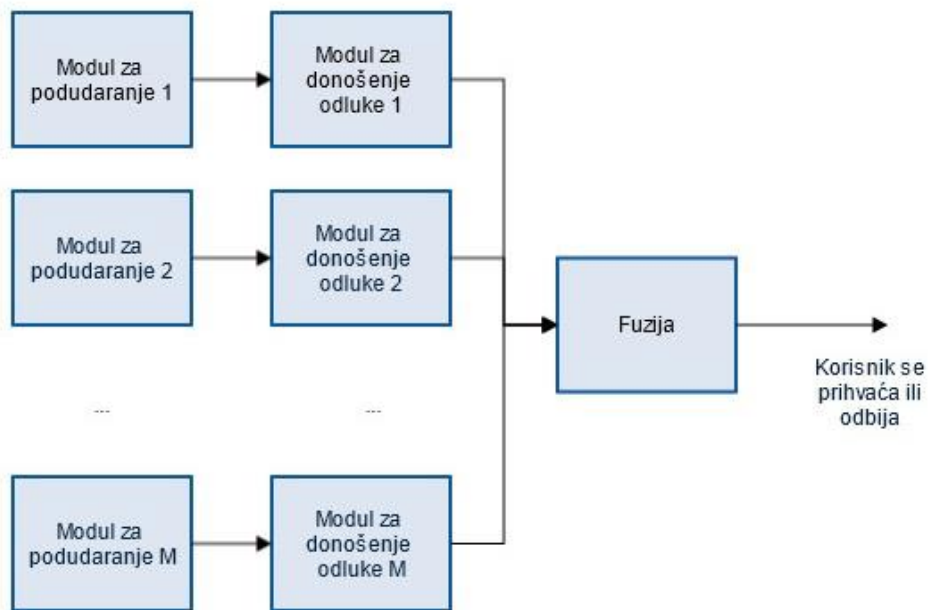 Modul za
podudaranje 1
Modul za
donošenje
odluke 1
Modul za
podudaranje 2
Modul za
donošenje
odluke 2
Fuzija
Korisnik se
prihvaća ili
odbija
...
...
Modul za
podudaranje M
Modul za
donošenje
odluke M